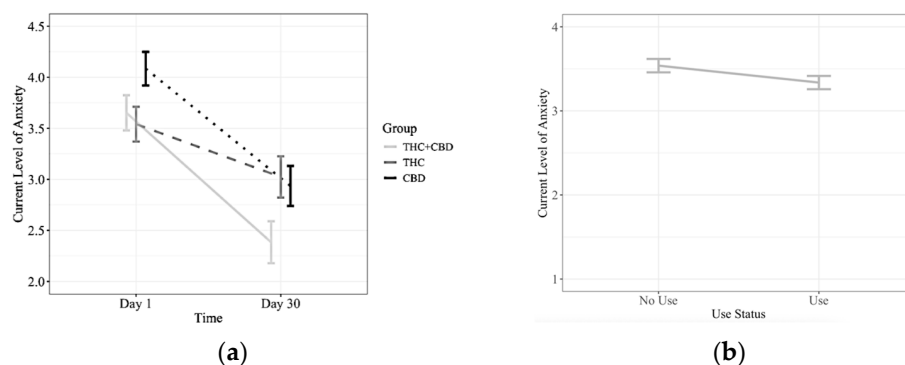 4.5
4.0
3.5
3.0
2.5
2.0
Current Level of Anxiety
Day 1
Day 30
Time
Group
THC+CBD
THC
CBD
(a)
4
3
2
1
Current Level of Anxiety
No Use
Use
Use Status
(b)